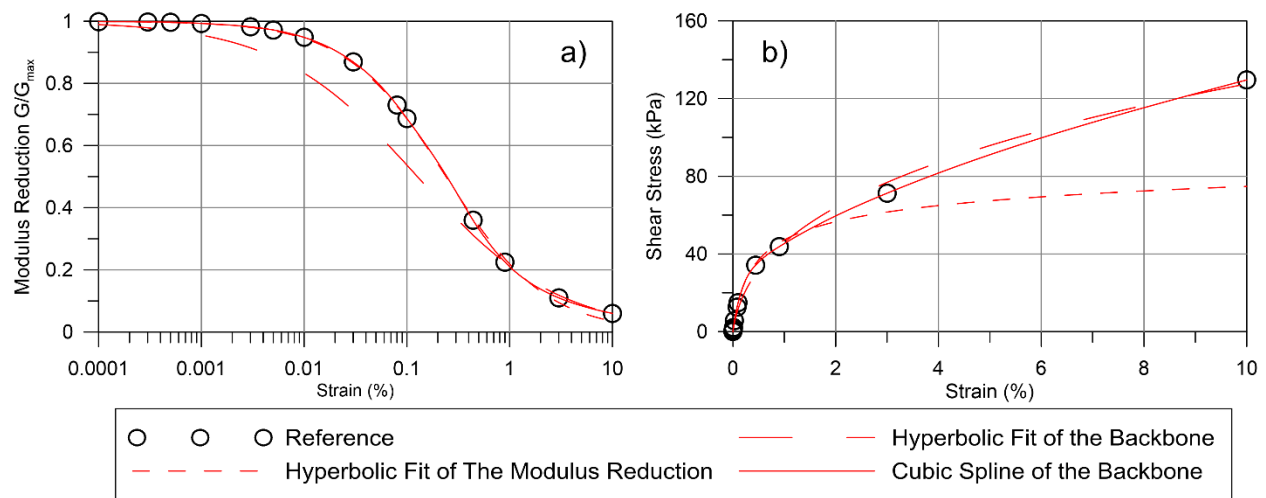 a)
Modulus Reduction G/Gmax
1
0.8
0.6
0.4
0.2
0
0.0001 0.001 0.01 0.1 1 10
Strain (%)
b)
Shear Stress (kPa)
160
120
80
40
0
0 2 4 6 8 10
Strain (%)
Reference
Hyperbolic Fit of the Backbone
Hyperbolic Fit of The Modulus Reduction
Cubic Spline of the Backbone